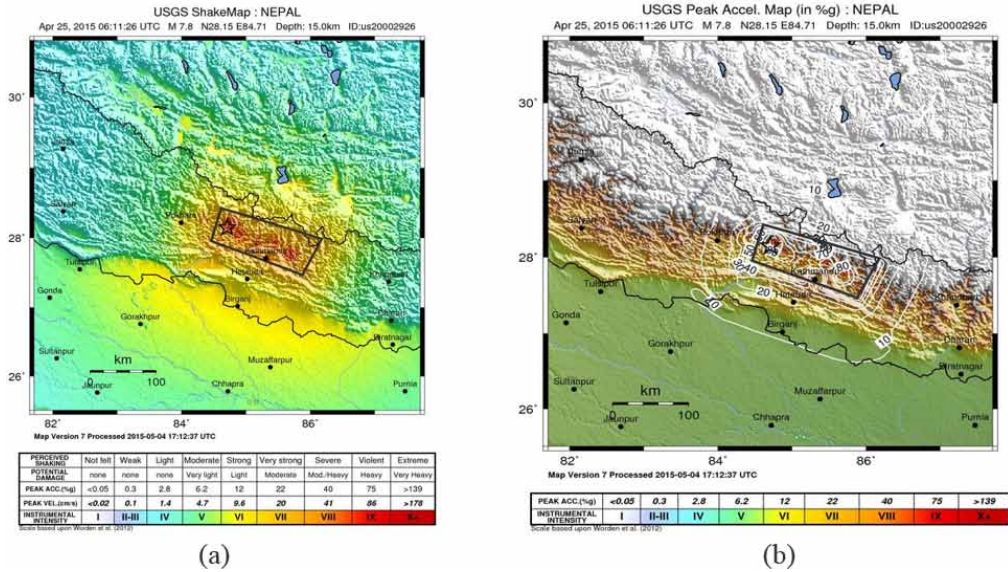 USGS ShakeMap : NEPAL
Apr 25, 2015 06:11:26 UTC M 7.8 N28.15 E84.71 Depth: 15.0km ID:us20002926
30°
28°
26°
82°
84°
86°
Gonda
Gorakhpur
Sultanpur
Jaunpur
Chhapra
Muzaffarpur
Purnia
Biratnagar
Birganj
km
0
100
Map Version 7 Processed 2015-05-04 17:12:37 UTC
PERCEIVED SHAKING Not felt Weak Light Moderate Strong Very strong Severe Violent Extreme
POTENTIAL DAMAGE none none none Very light Light Moderate Mod./Heavy Heavy Very Heavy
PEAK ACC.(%g) <0.05 0.3 2.8 6.2 12 22 40 75 >139
PEAK VEL.(cm/s) <0.02 0.1 1.4 4.7 9.6 20 41 86 >178
INSTRUMENTAL INTENSITY I II-III IV V VI VII VIII IX X+
Scale based upon Worden et al. (2012)
(a)
USGS Peak Accel. Map (in %g) : NEPAL
Apr 25, 2015 06:11:26 UTC M 7.8 N28.15 E84.71 Depth: 15.0km ID:us20002926
30°
28°
26°
82°
84°
86°
10
20
30
40
20
10
10
Tulsipur
Gonda
Gorakhpur
Sultanpur
Jaunpur
Chhapra
Muzaffarpur
Purnia
Biratnagar
Birganj
km
0
100
Map Version 7 Processed 2015-05-04 17:12:37 UTC
PEAK ACC.(%g) <0.05 0.3 2.8 6.2 12 22 40 75 >139
INSTRUMENTAL INTENSITY I II-III IV V VI VII VIII IX X+
Scale based upon Worden et al. (2012)
(b)